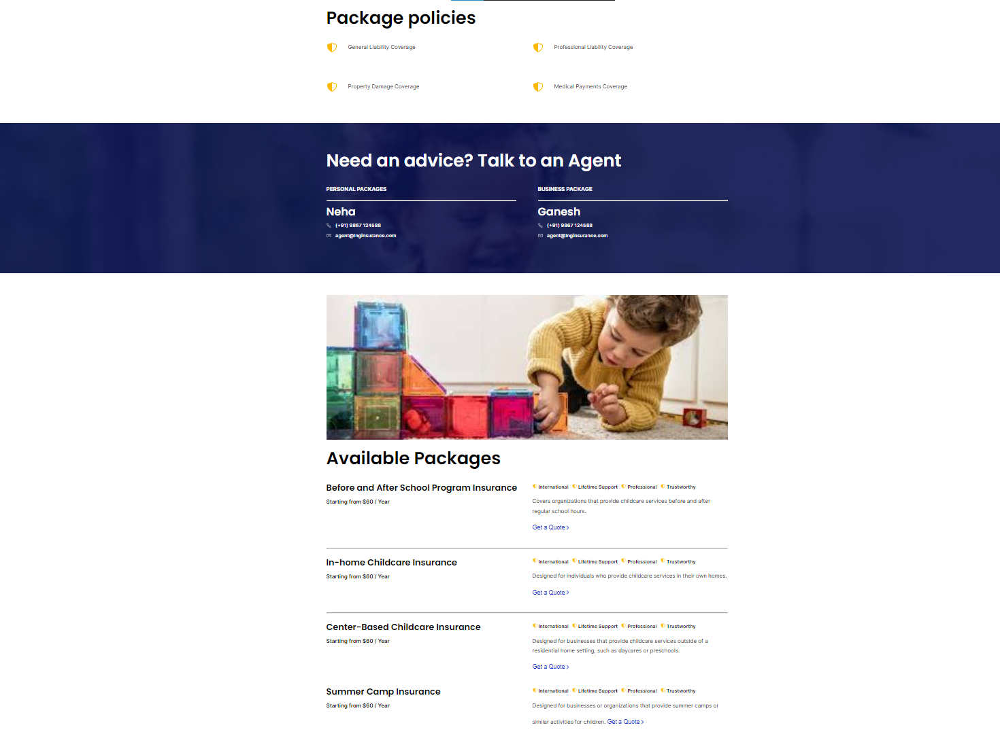 Package policies
General Liability Coverage
Professional Liability Coverage
Property Damage Coverage
Medical Payments Coverage
Need an advice? Talk to an Agent
PERSONAL PACKAGES
Neha
(+91) 9867 124588
agent@inginsurance.com
BUSINESS PACKAGE
Ganesh
(+91) 9867 124588
agent@inginsurance.com
Available Packages
Before and After School Program Insurance
Starting from $60 / Year
International Lifetime Support Professional Trustworthy
Covers organizations that provide childcare services before and after
regular school hours.
Get a Quote >
In-home Childcare Insurance
Starting from $60 / Year
International Lifetime Support Professional Trustworthy
Designed for individuals who provide childcare services in their own homes.
Get a Quote >
Center-Based Childcare Insurance
Starting from $60 / Year
International Lifetime Support Professional Trustworthy
Designed for businesses that provide childcare services outside of a
residential home setting, such as daycares or preschools.
Get a Quote >
Summer Camp Insurance
Starting from $60 / Year
International Lifetime Support Professional Trustworthy
Designed for businesses or organizations that provide summer camps or
similar activities for children. Get a Quote >